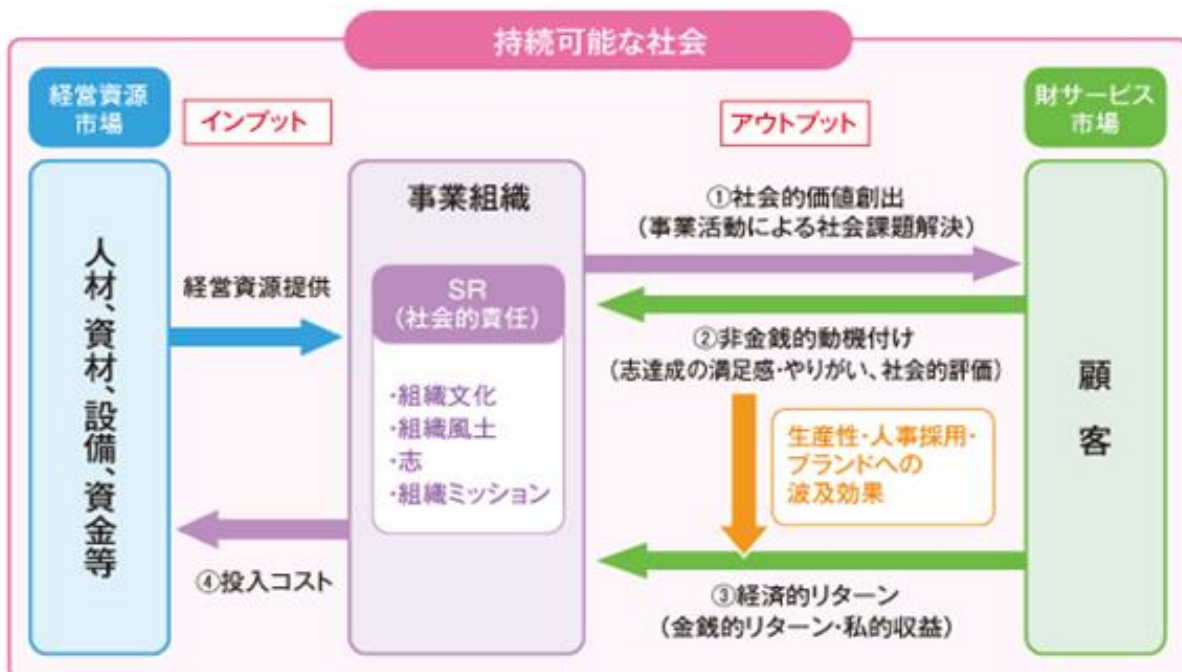 持続可能な社会
経営資源
市場
インプット
アウトプット
財サービス
市場
人材、資材、設備、資金等
経営資源提供
④投入コスト
事業組織
SR
(社会的責任)
・組織文化
・組織風土
・志
・組織ミッション
①社会的価値創出
(事業活動による社会課題解決)
②非金銭的動機付け
(志達成の満足感・やりがい、社会的評価)
生産性・人事採用・
ブランドへの
波及効果
③経済的リターン
(金銭的リターン・私的収益)
顧客